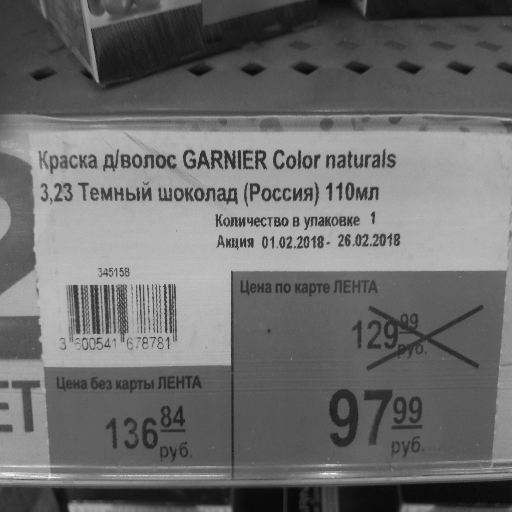 Краска д/волос GARNIER Color naturals
3,23 Темный шоколад (Россия) 110мл
Количество в упаковке 1
Акция 01.02.2018- 26.02.2018
345158
3 600541 678781
Цена по карте ЛЕНТА
129 99 руб.
Цена без карты ЛЕНТА
136 84 руб.
97 99 руб.
2
ЕТ